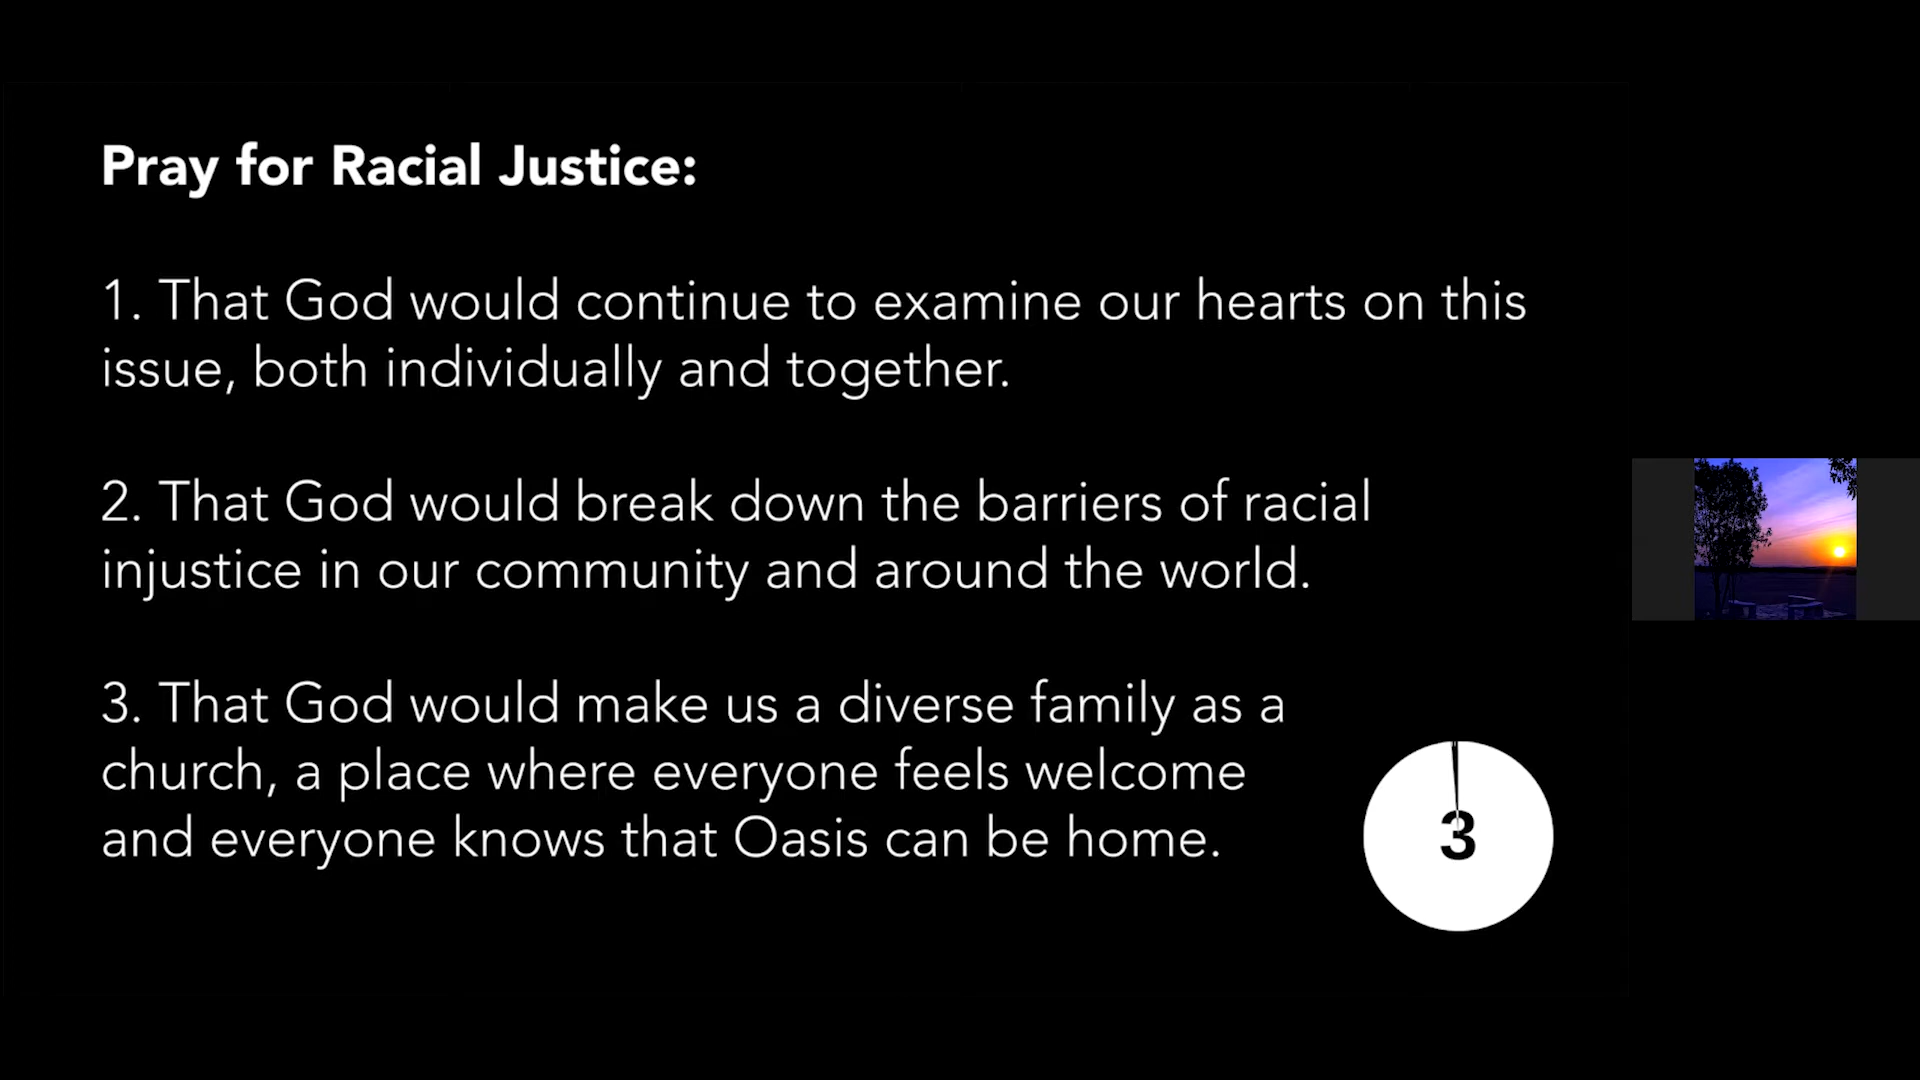 Pray for Racial Justice:
1. That God would continue to examine our hearts on this
issue, both individually and together.
2. That God would break down the barriers of racial
injustice in our community and around the world.
3. That God would make us a diverse family as a
church, a place where everyone feels welcome
and everyone knows that Oasis can be home.
3